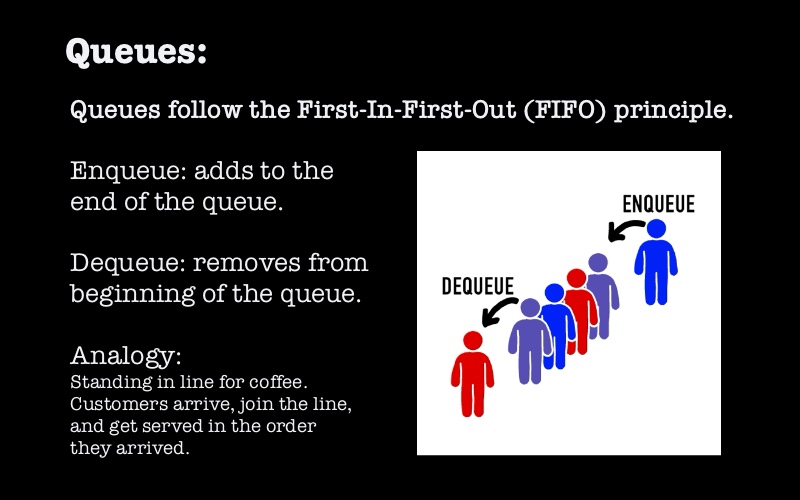 Queues:
Queues follow the First-In-First-Out (FIFO) principle.
Enqueue: adds to the
end of the queue.
Dequeue: removes from
beginning of the queue.
Analogy:
Standing in line for coffee.
Customers arrive, join the line,
and get served in the order
they arrived.
ENQUEUE
DEQUEUE